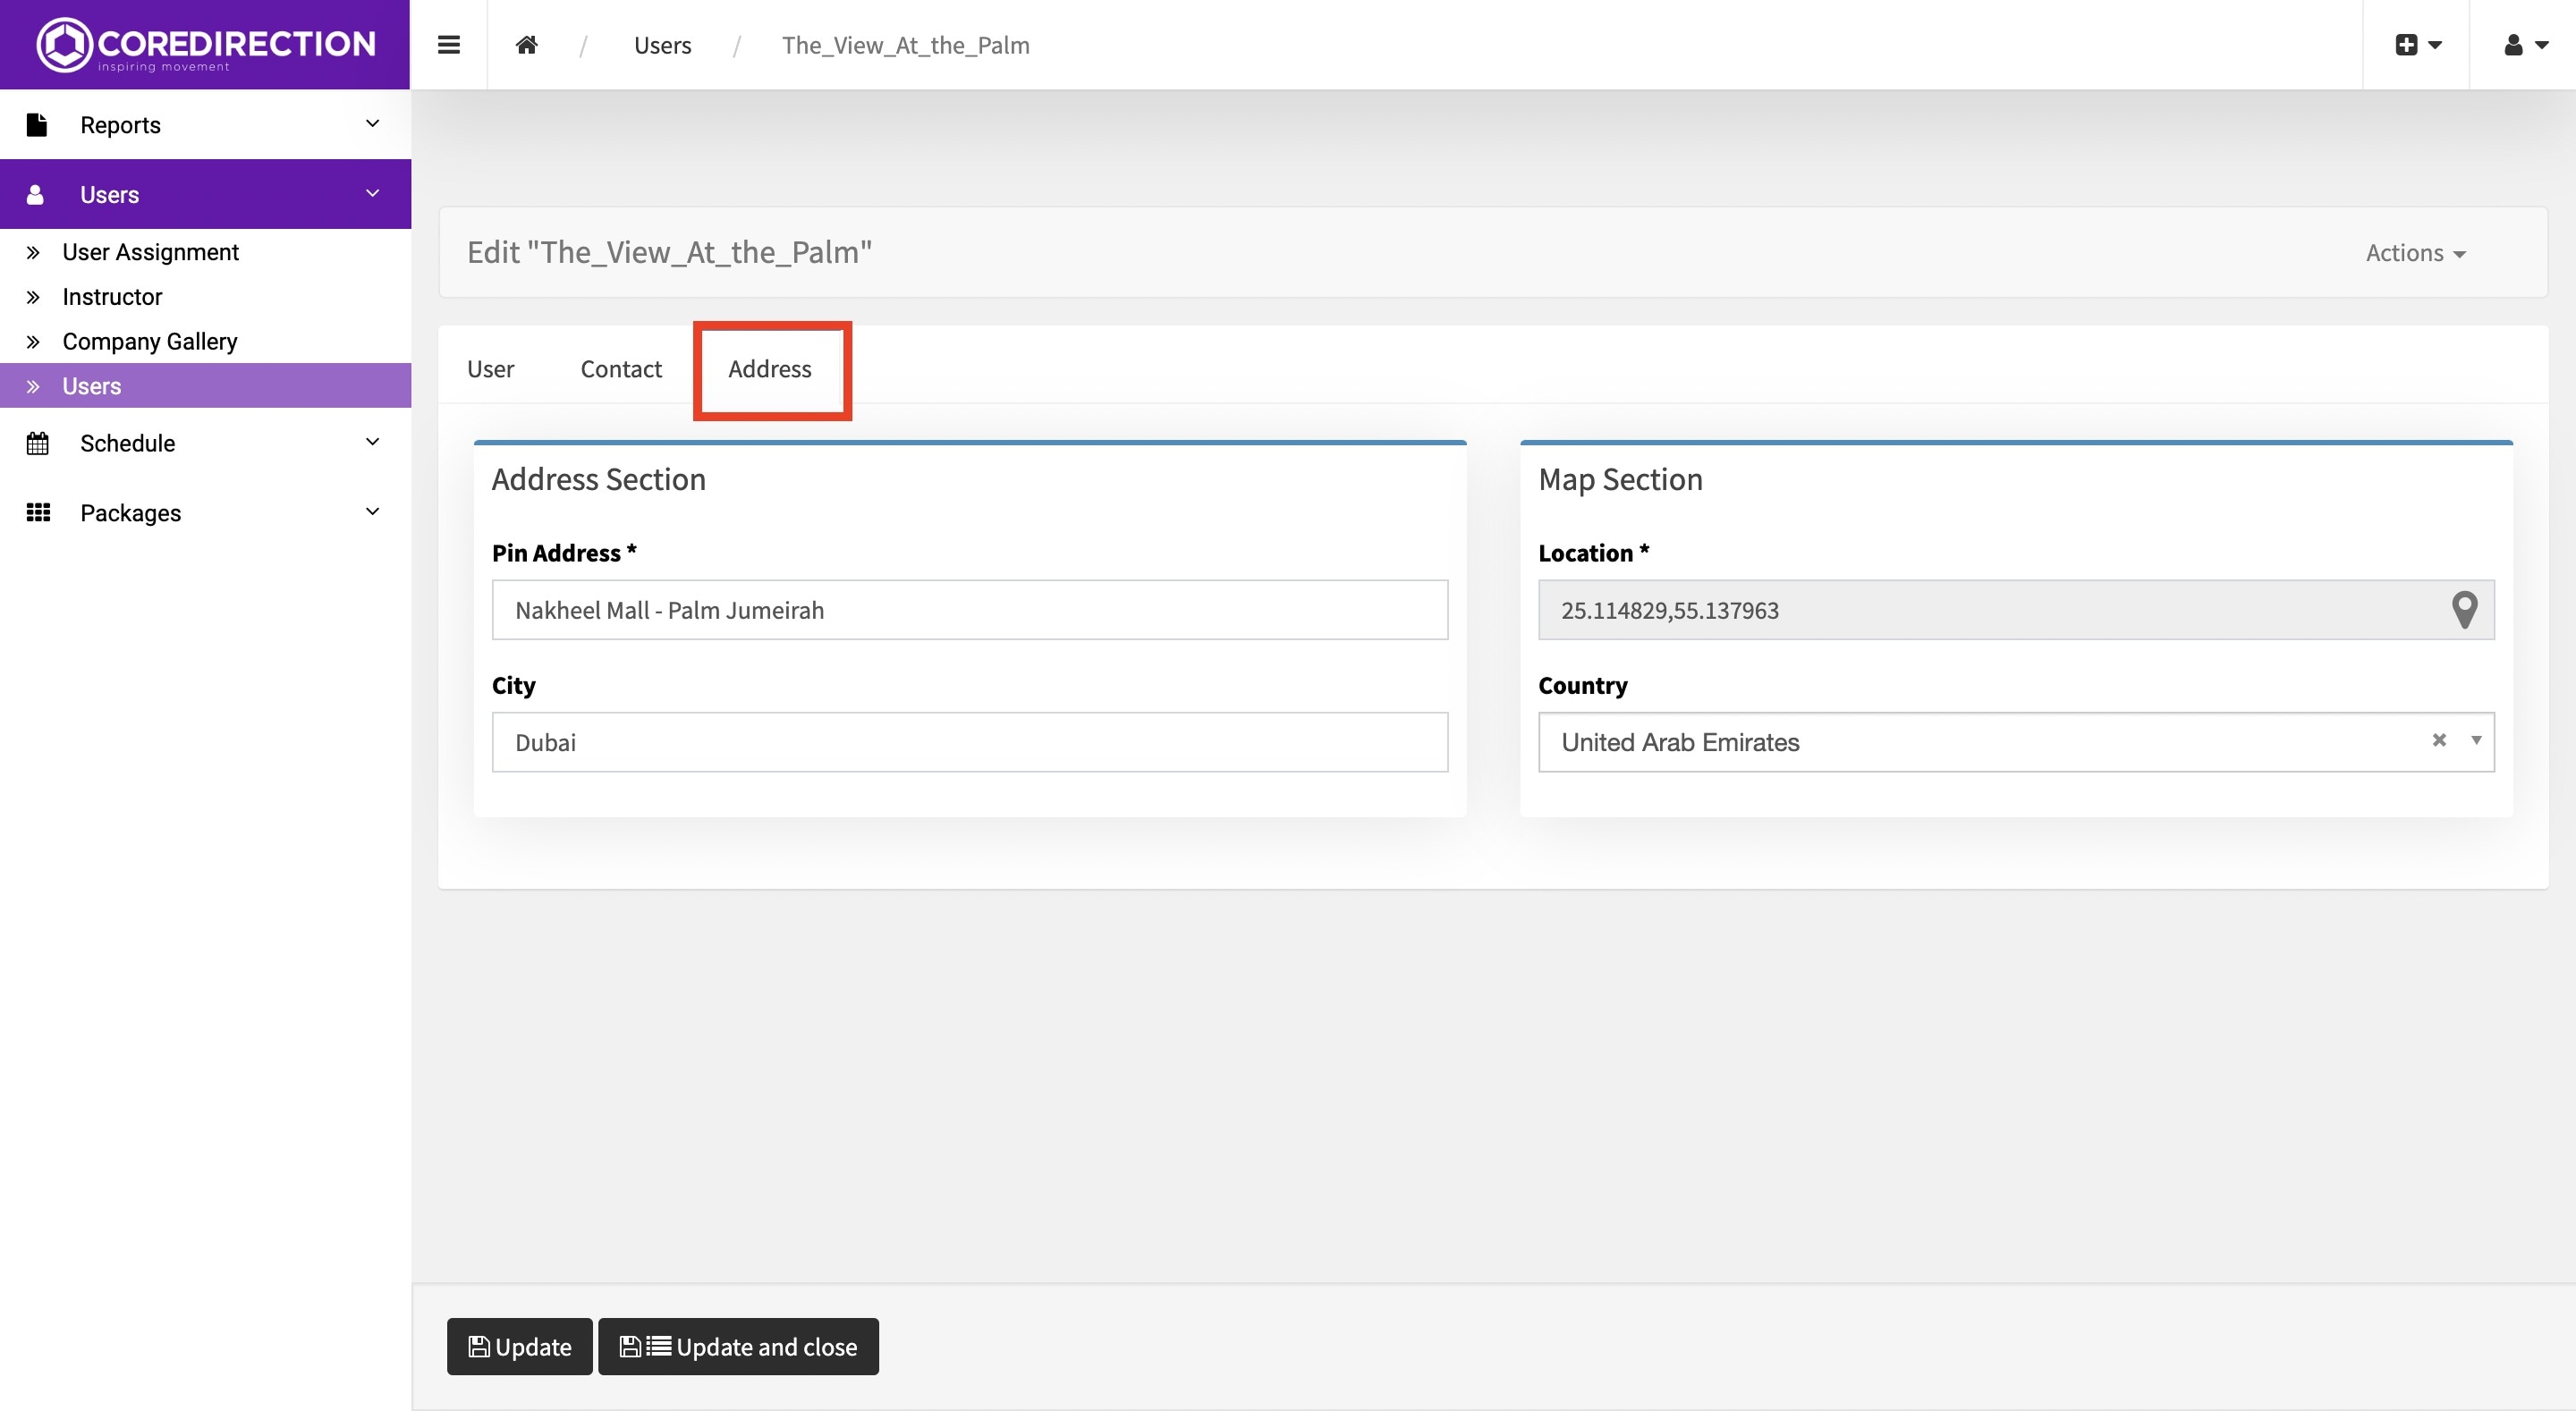 COREDIRECTION
inspiring movement
/ Users / The_View_At_the_Palm
Reports
Users
User Assignment
Instructor
Company Gallery
Users
Schedule
Packages
Edit "The_View_At_the_Palm"
Actions
User Contact Address
Address Section
Pin Address *
Nakheel Mall - Palm Jumeirah
City
Dubai
Map Section
Location *
25.114829,55.137963
Country
United Arab Emirates
Update Update and close